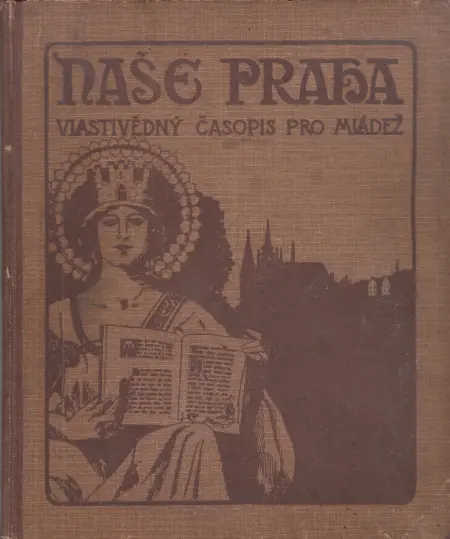 NAŠE PRAHA
VLASTIVĚDNÝ ČASOPIS PRO MLÁDEŽ